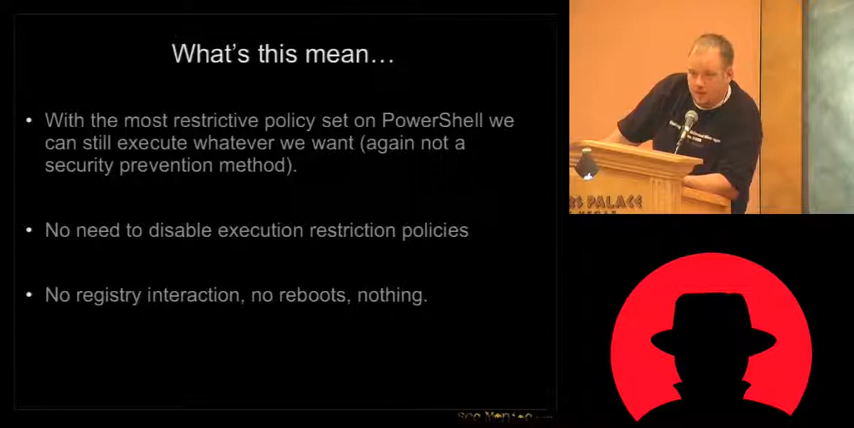 What's this mean…
• With the most restrictive policy set on PowerShell we
can still execute whatever we want (again not a
security prevention method).
• No need to disable execution restriction policies
• No registry interaction, no reboots, nothing.
PALACE